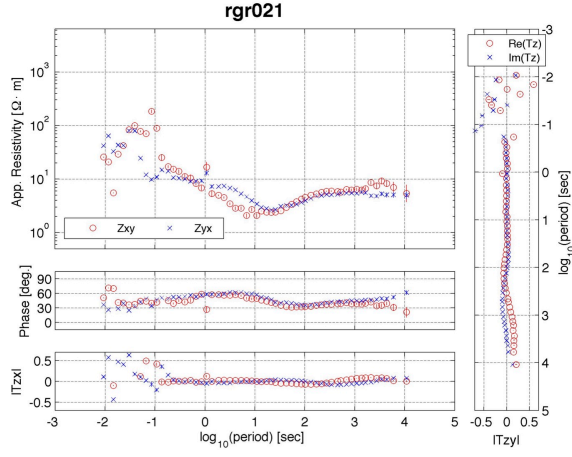 rgr021
App. Resistivity [Ω · m]
10³
10²
10¹
10⁰
Zxy
Zyx
Phase [deg.]
90
60
30
0
|Tzx|
0.5
0
-0.5
-3
-2
-1
0
1
2
3
4
5
log₁₀(period) [sec]
Re(Tz)
Im(Tz)
-3
-2
-1
0
1
2
3
4
5
log₁₀(period) [sec]
-0.5
0
0.5
|Tzy|